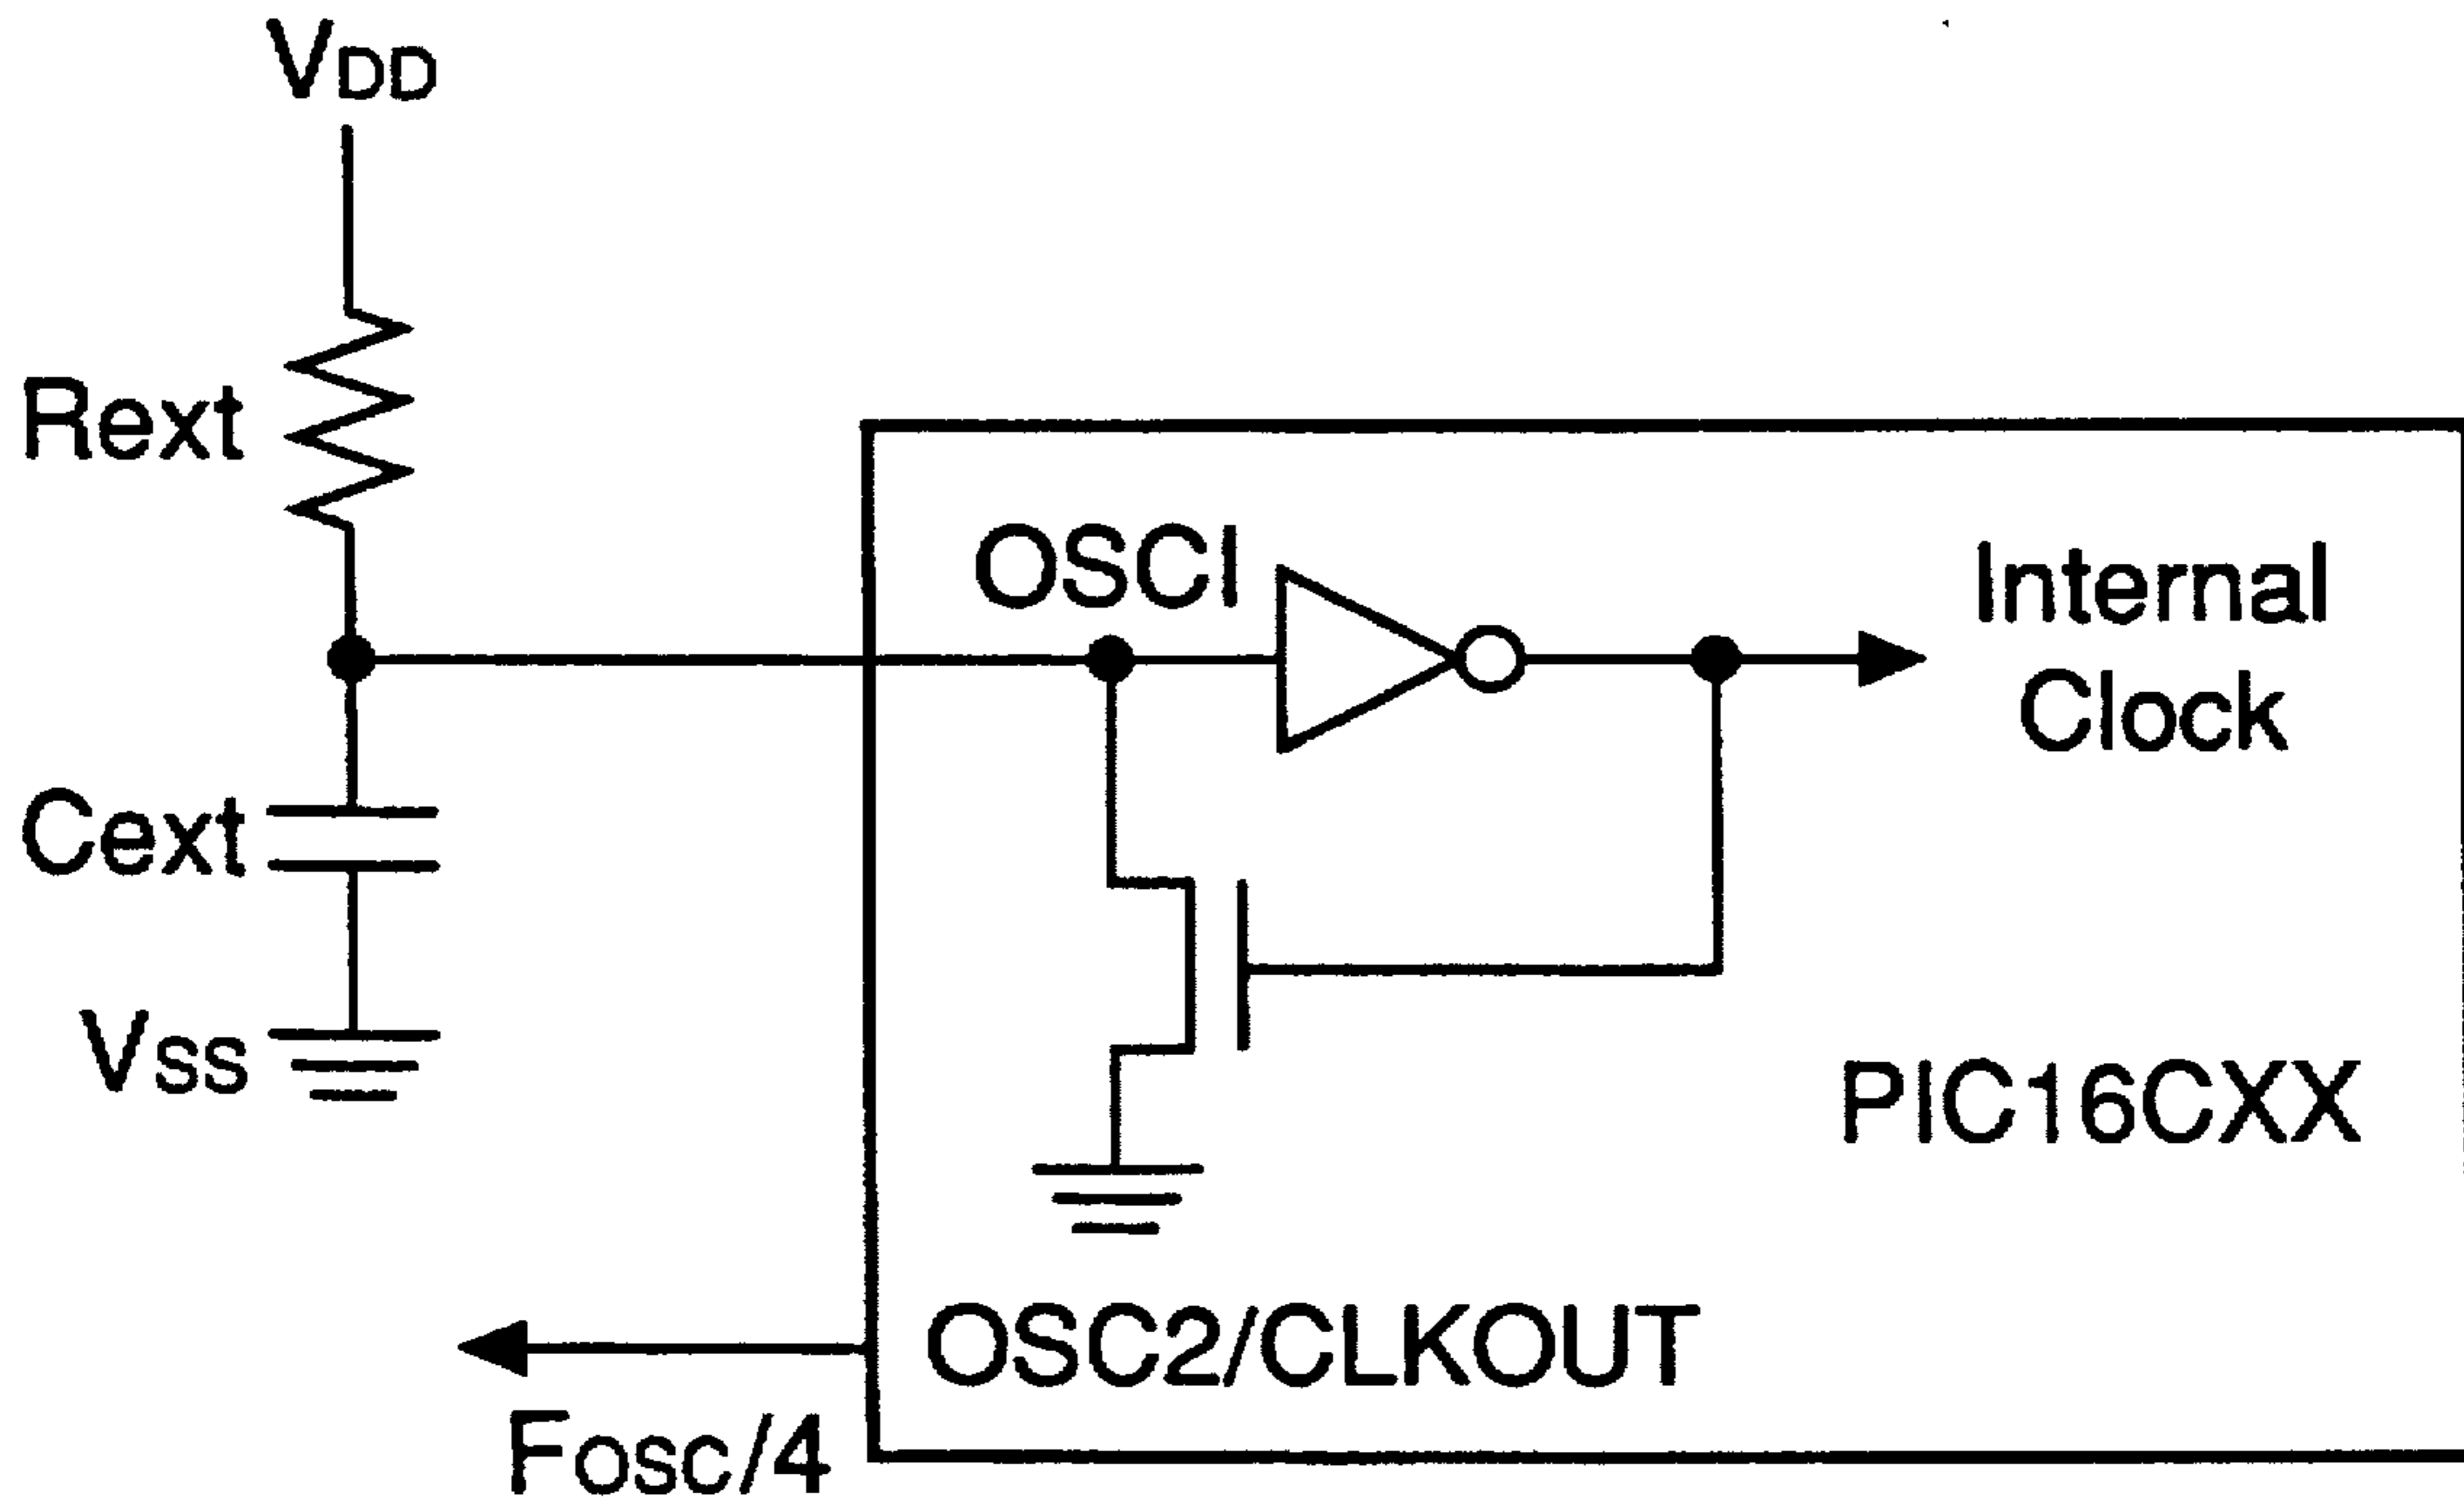 VDD
Rext
OSCI
Internal
Clock
Cext
VSS
PIC16CXX
OSC2/CLKOUT
FOSC/4